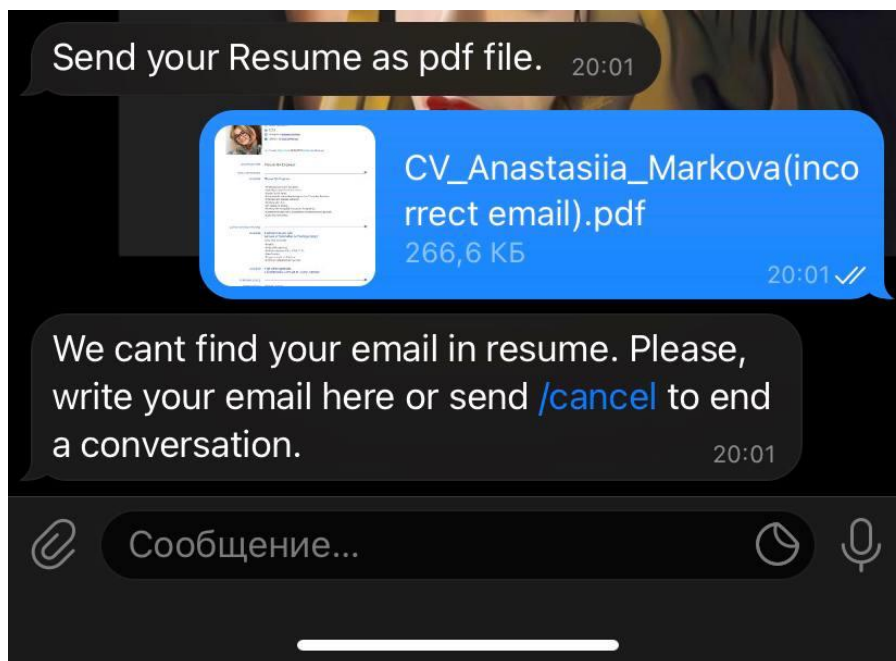 Send your Resume as pdf file. 20:01
CV_Anastasiia_Markova(inco
rrect email).pdf
266,6 КБ
20:01
We cant find your email in resume. Please,
write your email here or send /cancel to end
a conversation.
20:01
Сообщение...